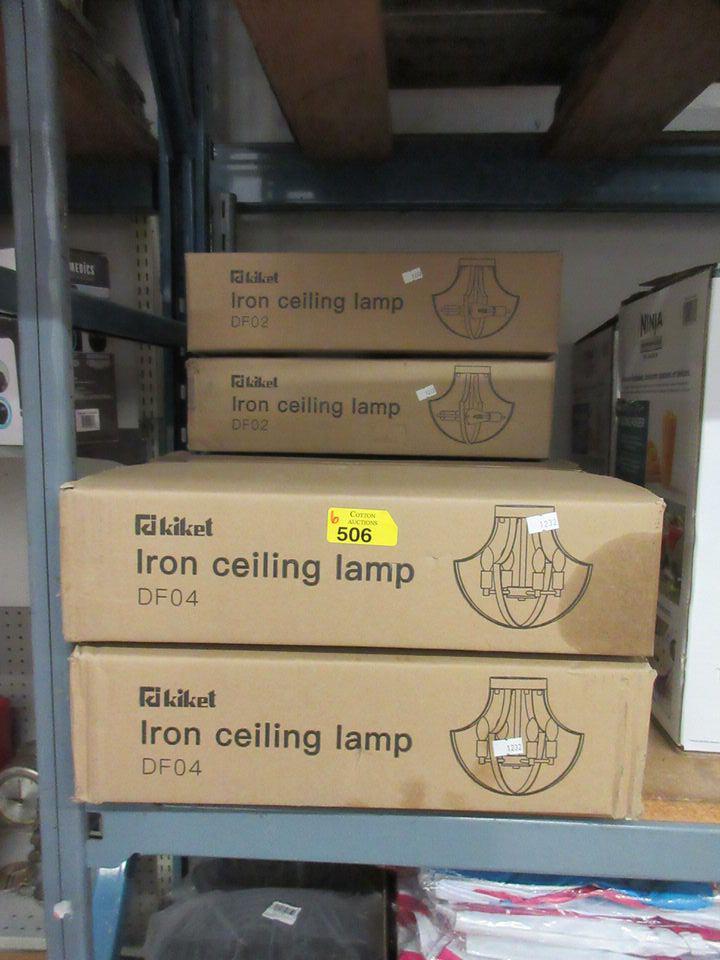 kiket
Iron ceiling lamp
DF02
kiket
Iron ceiling lamp
DF02
kiket
Iron ceiling lamp
DF04
6
COTTON
AUCTIONS
506
1232
kiket
Iron ceiling lamp
DF04
1232
NINJA
MEDICS